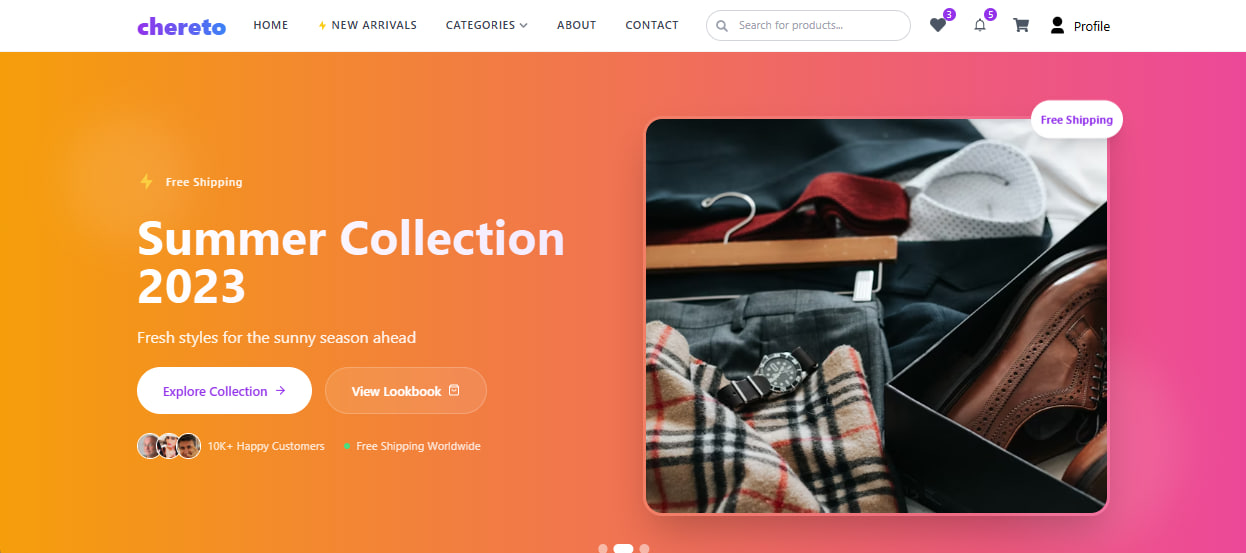 chereto
HOME
NEW ARRIVALS
CATEGORIES
ABOUT
CONTACT
Search for products...
3
5
Profile
Free Shipping
Free Shipping
Summer Collection
2023
Fresh styles for the sunny season ahead
Explore Collection
View Lookbook
10K+ Happy Customers
Free Shipping Worldwide